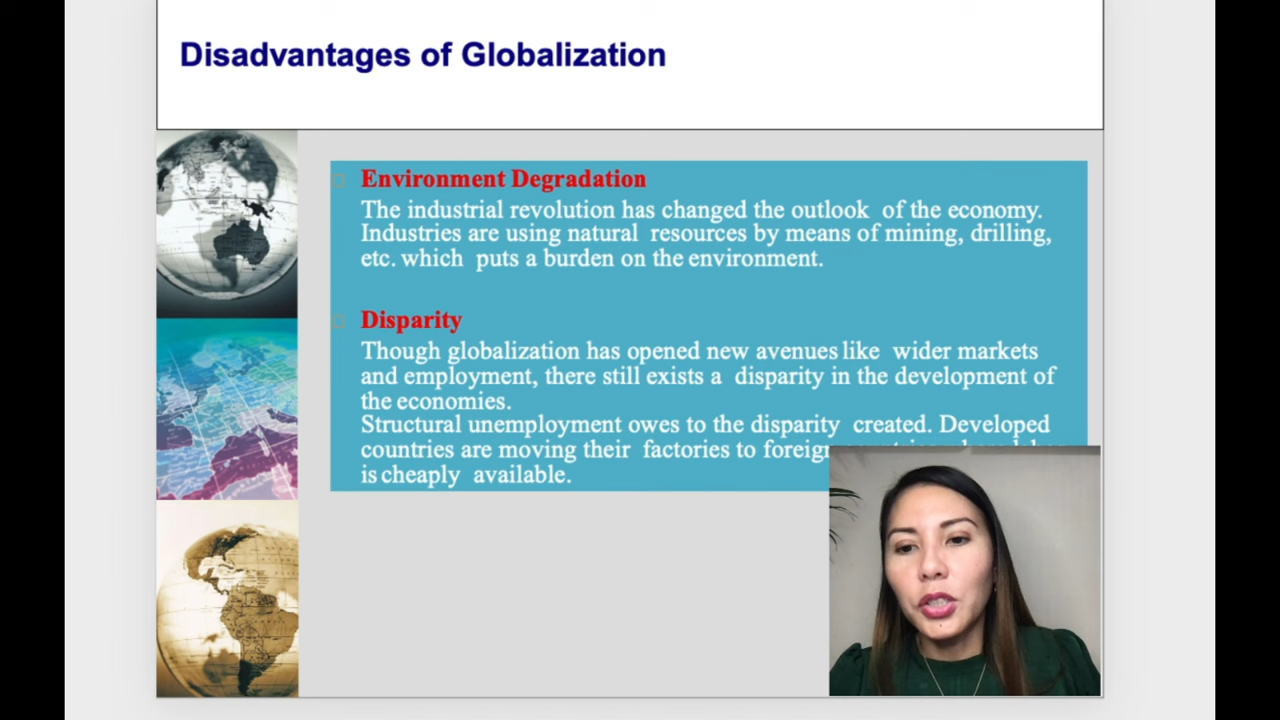 Disadvantages of Globalization
Environment Degradation
The industrial revolution has changed the outlook of the economy.
Industries are using natural resources by means of mining, drilling,
etc. which puts a burden on the environment.
Disparity
Though globalization has opened new avenues like wider markets
and employment, there still exists a disparity in the development of
the economies.
Structural unemployment owes to the disparity created. Developed
countries are moving their factories to foreign
is cheaply available.